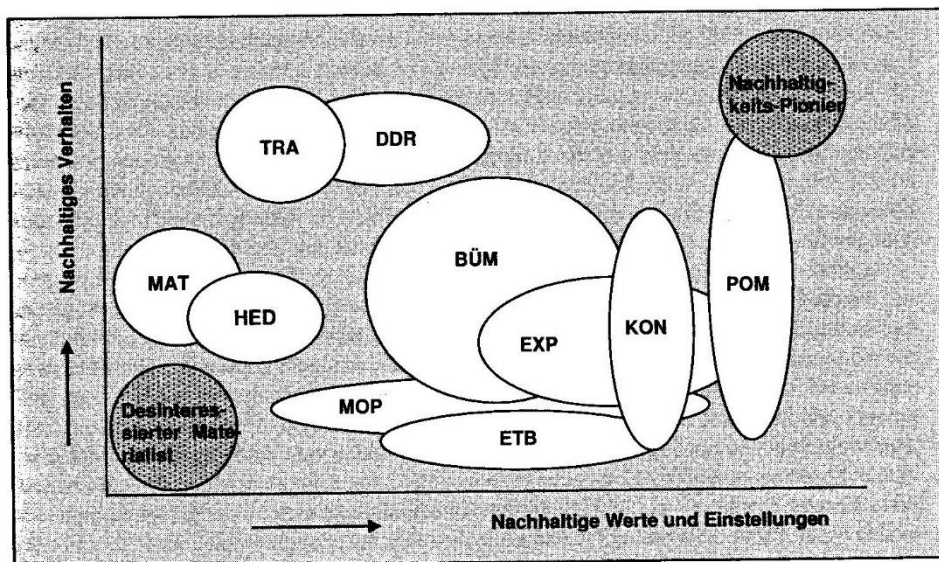 Nachhaltiges Verhalten
Nachhaltig-
keits-Pionier
TRA
DDR
BÜM
MAT
HED
EXP
KON
POM
MOP
ETB
Desinteres-
sierter Mate-
rialist
Nachhaltige Werte und Einstellungen